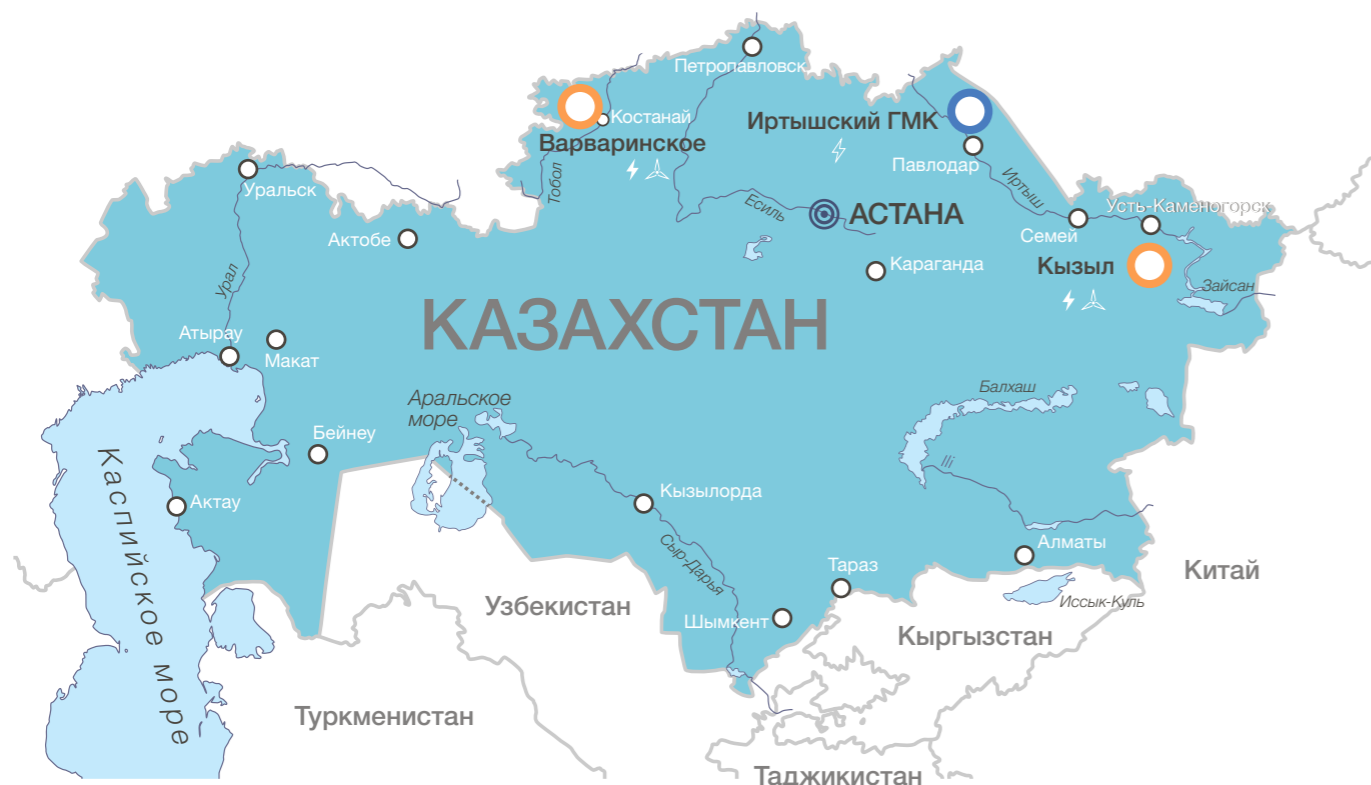 Петропавловск
Костанай
Варваринское
Иртышский ГМК
Павлодар
Уральск
Тобол
Иртыш
Есиль
АСТАНА
Усть-Каменогорск
Семей
Актобе
Караганда
Кызыл
Урал
Зайсан
КАЗАХСТАН
Атырау
Макат
Балхаш
Аральское
море
Бейнеу
Ili
Каспийское море
Актау
Кызылорда
Сыр-Дарья
Алматы
Тараз
Китай
Узбекистан
Иссык-Куль
Шымкент
Кыргызстан
Туркменистан
Таджикистан